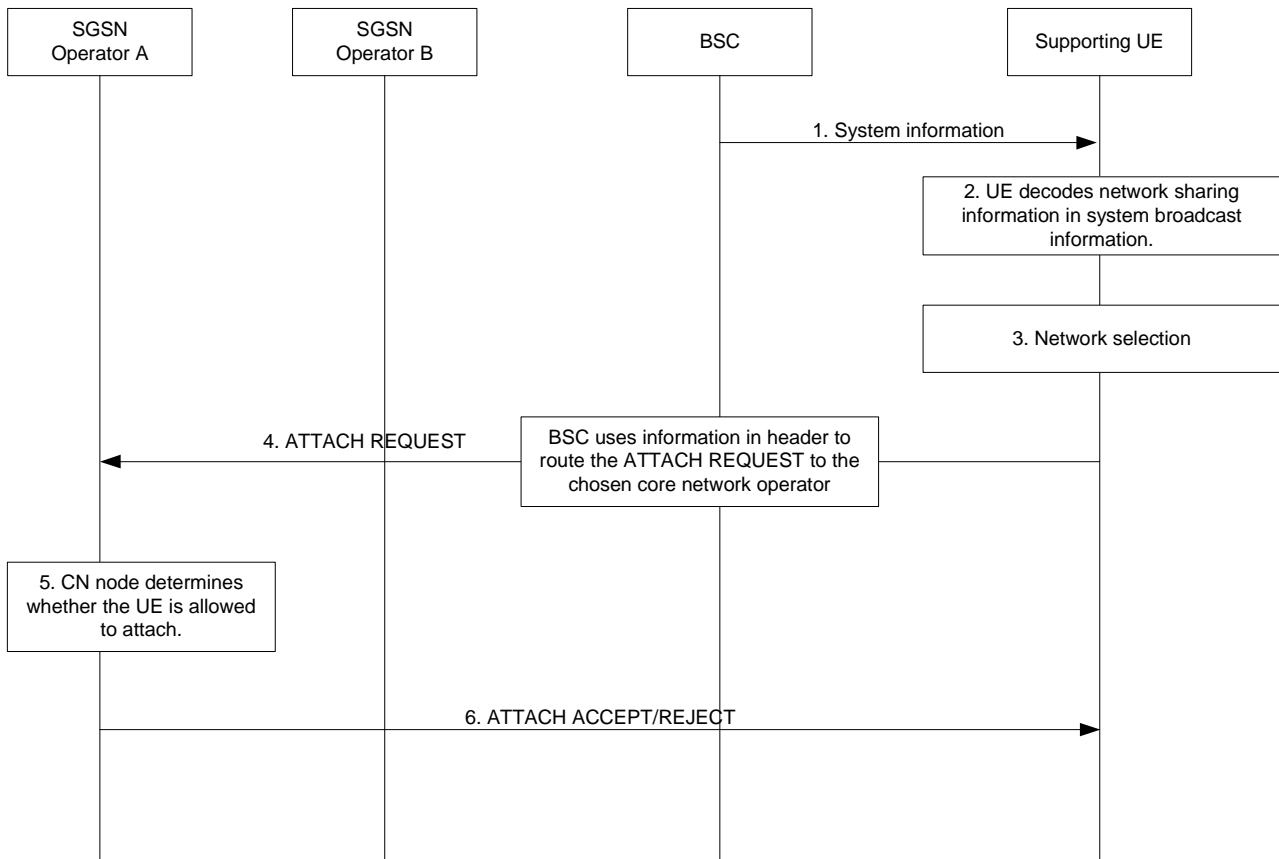 SGSN
Operator A
SGSN
Operator B
BSC
Supporting UE
1. System information
2. UE decodes network sharing
information in system broadcast
information.
3. Network selection
4. ATTACH REQUEST
BSC uses information in header to
route the ATTACH REQUEST to the
chosen core network operator
5. CN node determines
whether the UE is allowed
to attach.
6. ATTACH ACCEPT/REJECT